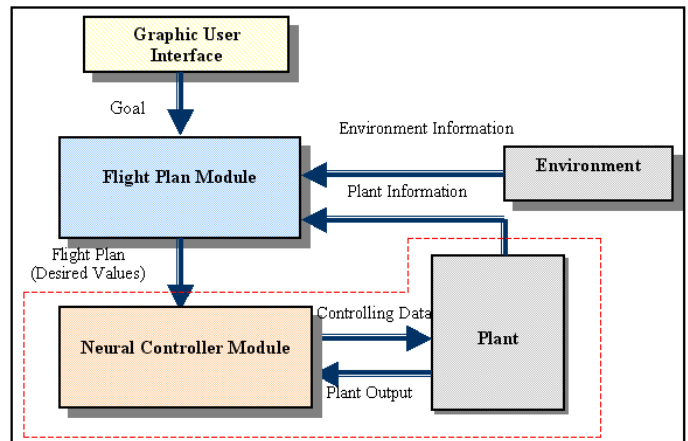 Graphic User
Interface
Goal
Environment Information
Flight Plan Module
Environment
Plant Information
Flight Plan
(Desired Values)
Controlling Data
Neural Controller Module
Plant
Plant Output